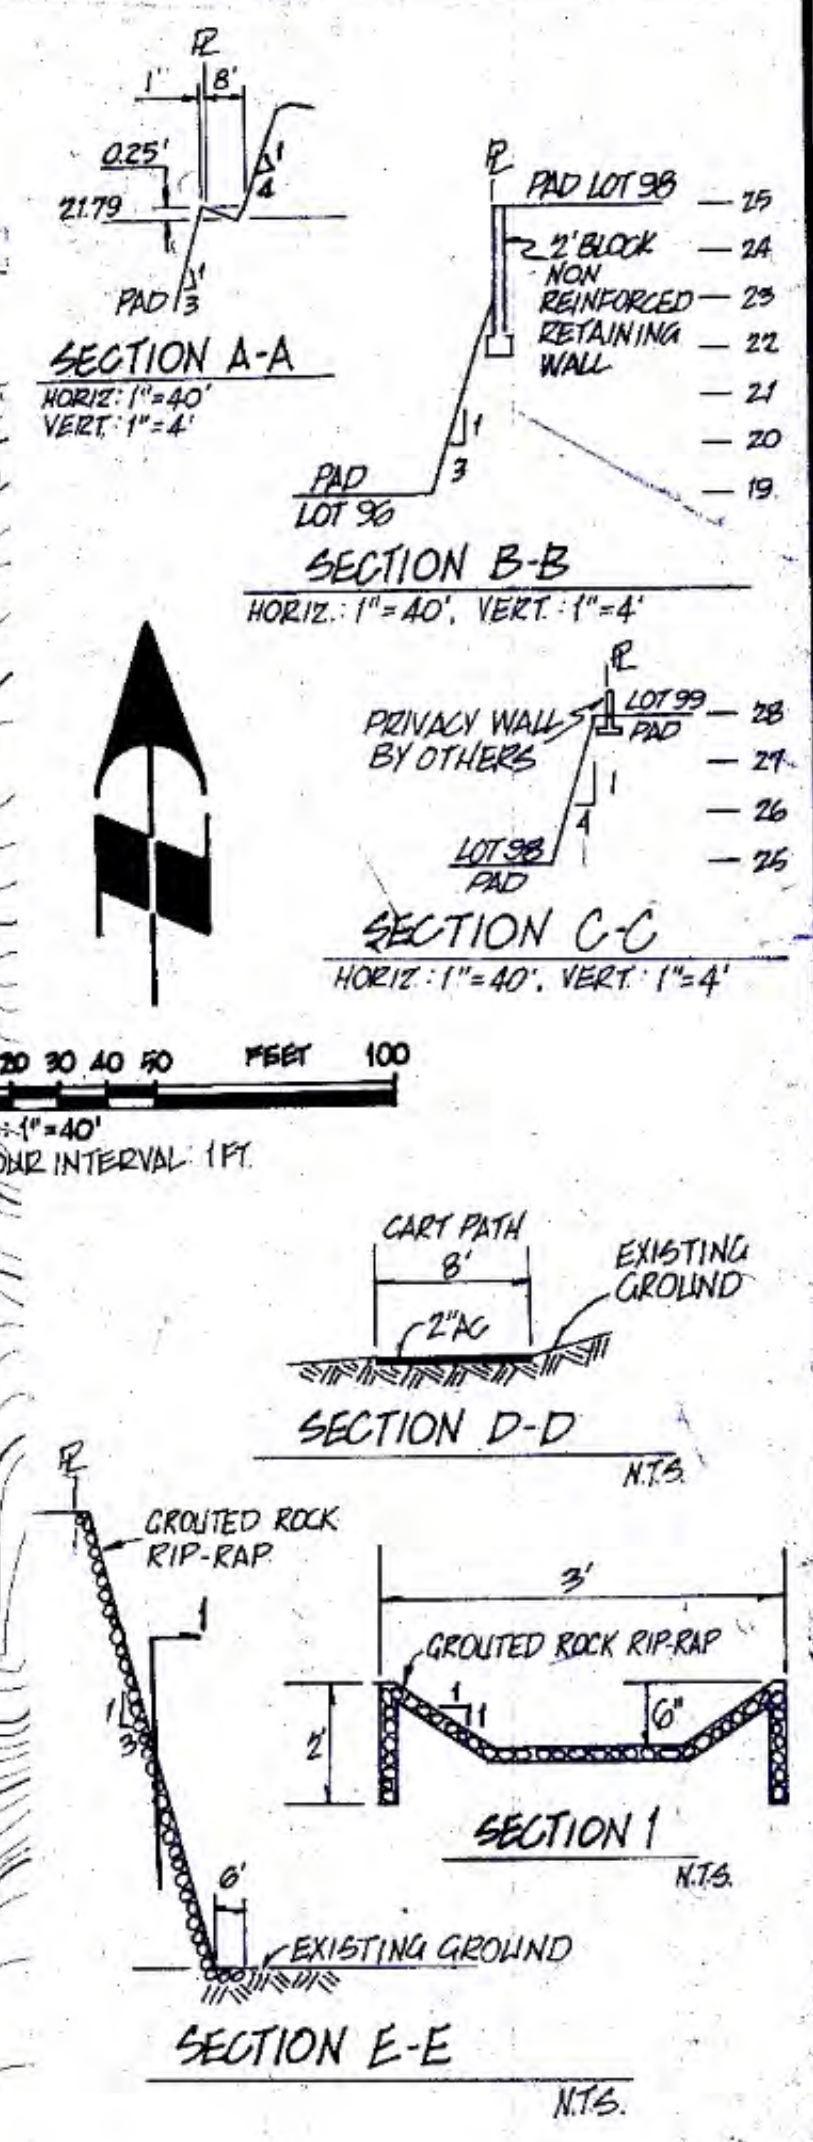 PL
1" 8'
0.25'
1
4
21.79
PAD
1
3
SECTION A-A
HORIZ: 1"=40'
VERT: 1"=4'
PL
PAD LOT 98
2' BLOCK
NON
REINFORCED
RETAINING
WALL
25
24
23
22
21
20
19
1
3
PAD
LOT 96
SECTION B-B
HORIZ.: 1"=40', VERT.: 1"=4'
PL
PRIVACY WALL
BY OTHERS
LOT 99
PAD
28
27
26
25
1
4
LOT 98
PAD
SECTION C-C
HORIZ.: 1"=40', VERT.: 1"=4'
20 30 40 50 FEET 100
1"=40'
OUR INTERVAL: 1 FT.
CART PATH
8'
EXISTING
GROUND
2" AC
SECTION D-D
N.T.S.
PL
GROUTED ROCK
RIP-RAP
1
1
3
6'
EXISTING GROUND
SECTION E-E
N.T.S.
3'
GROUTED ROCK RIP-RAP
1
1
6"
2'
SECTION 1
N.T.S.